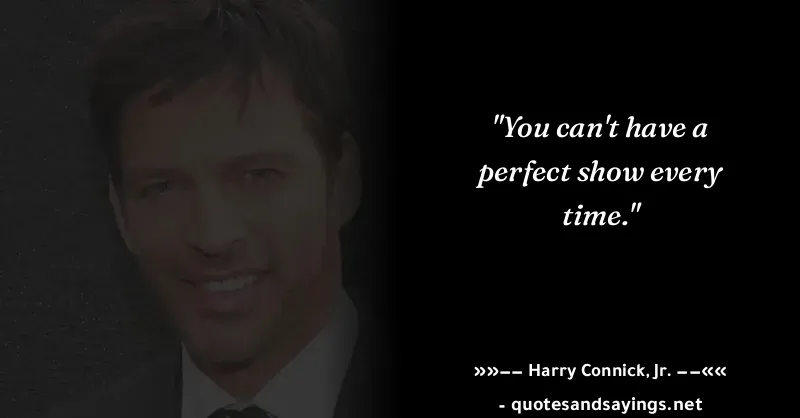 "You can't have a
perfect show every
time."
»»−− Harry Connick, Jr. −−««
- quotesandsayings.net